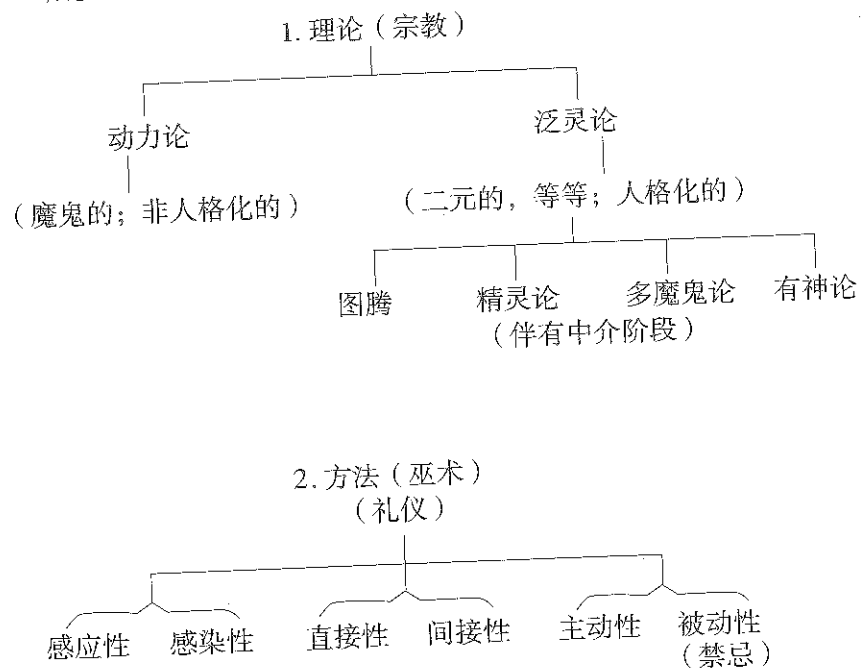 1. 理论（宗教）
动力论 泛灵论
（魔鬼的；非人格化的） （二元的，等等；人格化的）
图腾 精灵论 多魔鬼论 有神论
（伴有中介阶段）
2. 方法（巫术）
（礼仪）
感应性 感染性 直接性 间接性 主动性 被动性
（禁忌）